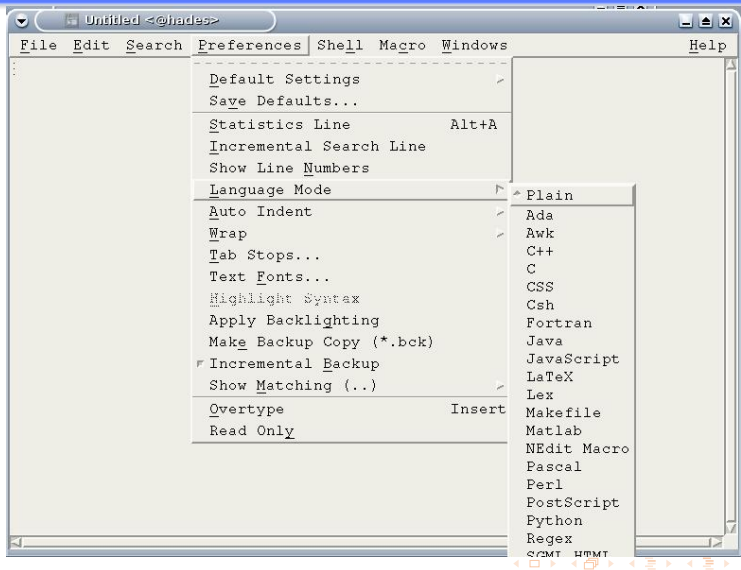 Untitled <@hades>
File Edit Search Preferences Shell Macro Windows Help
Default Settings
Save Defaults...
Statistics Line Alt+A
Incremental Search Line
Show Line Numbers
Language Mode
Auto Indent
Wrap
Tab Stops...
Text Fonts...
Highlight Syntax
Apply Backlighting
Make Backup Copy (*.bck)
Incremental Backup
Show Matching (..)
Overtype Insert
Read Only
Plain
Ada
Awk
C++
C
CSS
Csh
Fortran
Java
JavaScript
LaTeX
Lex
Makefile
Matlab
NEdit Macro
Pascal
Perl
PostScript
Python
Regex
SGML HTML